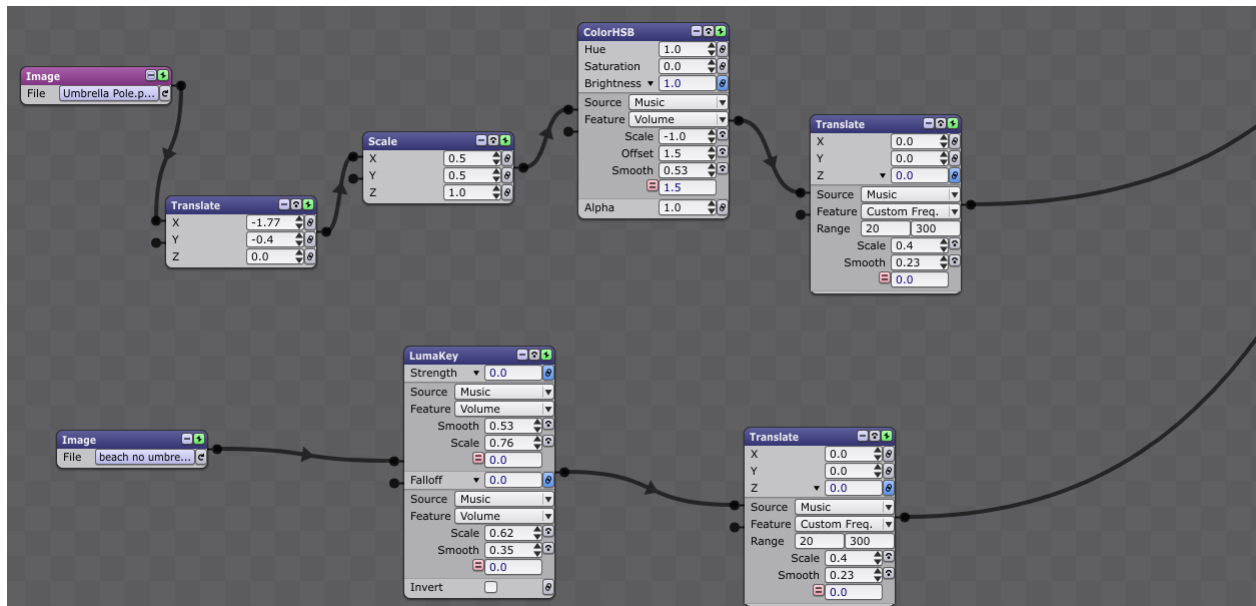 Image
File Umbrella Pole.p...
Translate
X -1.77
Y -0.4
Z 0.0
Scale
X 0.5
Y 0.5
Z 1.0
ColorHSB
Hue 1.0
Saturation 0.0
Brightness 1.0
Source Music
Feature Volume
Scale -1.0
Offset 1.5
Smooth 0.53
= 1.5
Alpha 1.0
Translate
X 0.0
Y 0.0
Z 0.0
Source Music
Feature Custom Freq.
Range 20 300
Scale 0.4
Smooth 0.23
= 0.0
Image
File beach no umbre...
LumaKey
Strength 0.0
Source Music
Feature Volume
Smooth 0.53
Scale 0.76
= 0.0
Falloff 0.0
Source Music
Feature Volume
Scale 0.62
Smooth 0.35
= 0.0
Invert
Translate
X 0.0
Y 0.0
Z 0.0
Source Music
Feature Custom Freq.
Range 20 300
Scale 0.4
Smooth 0.23
= 0.0